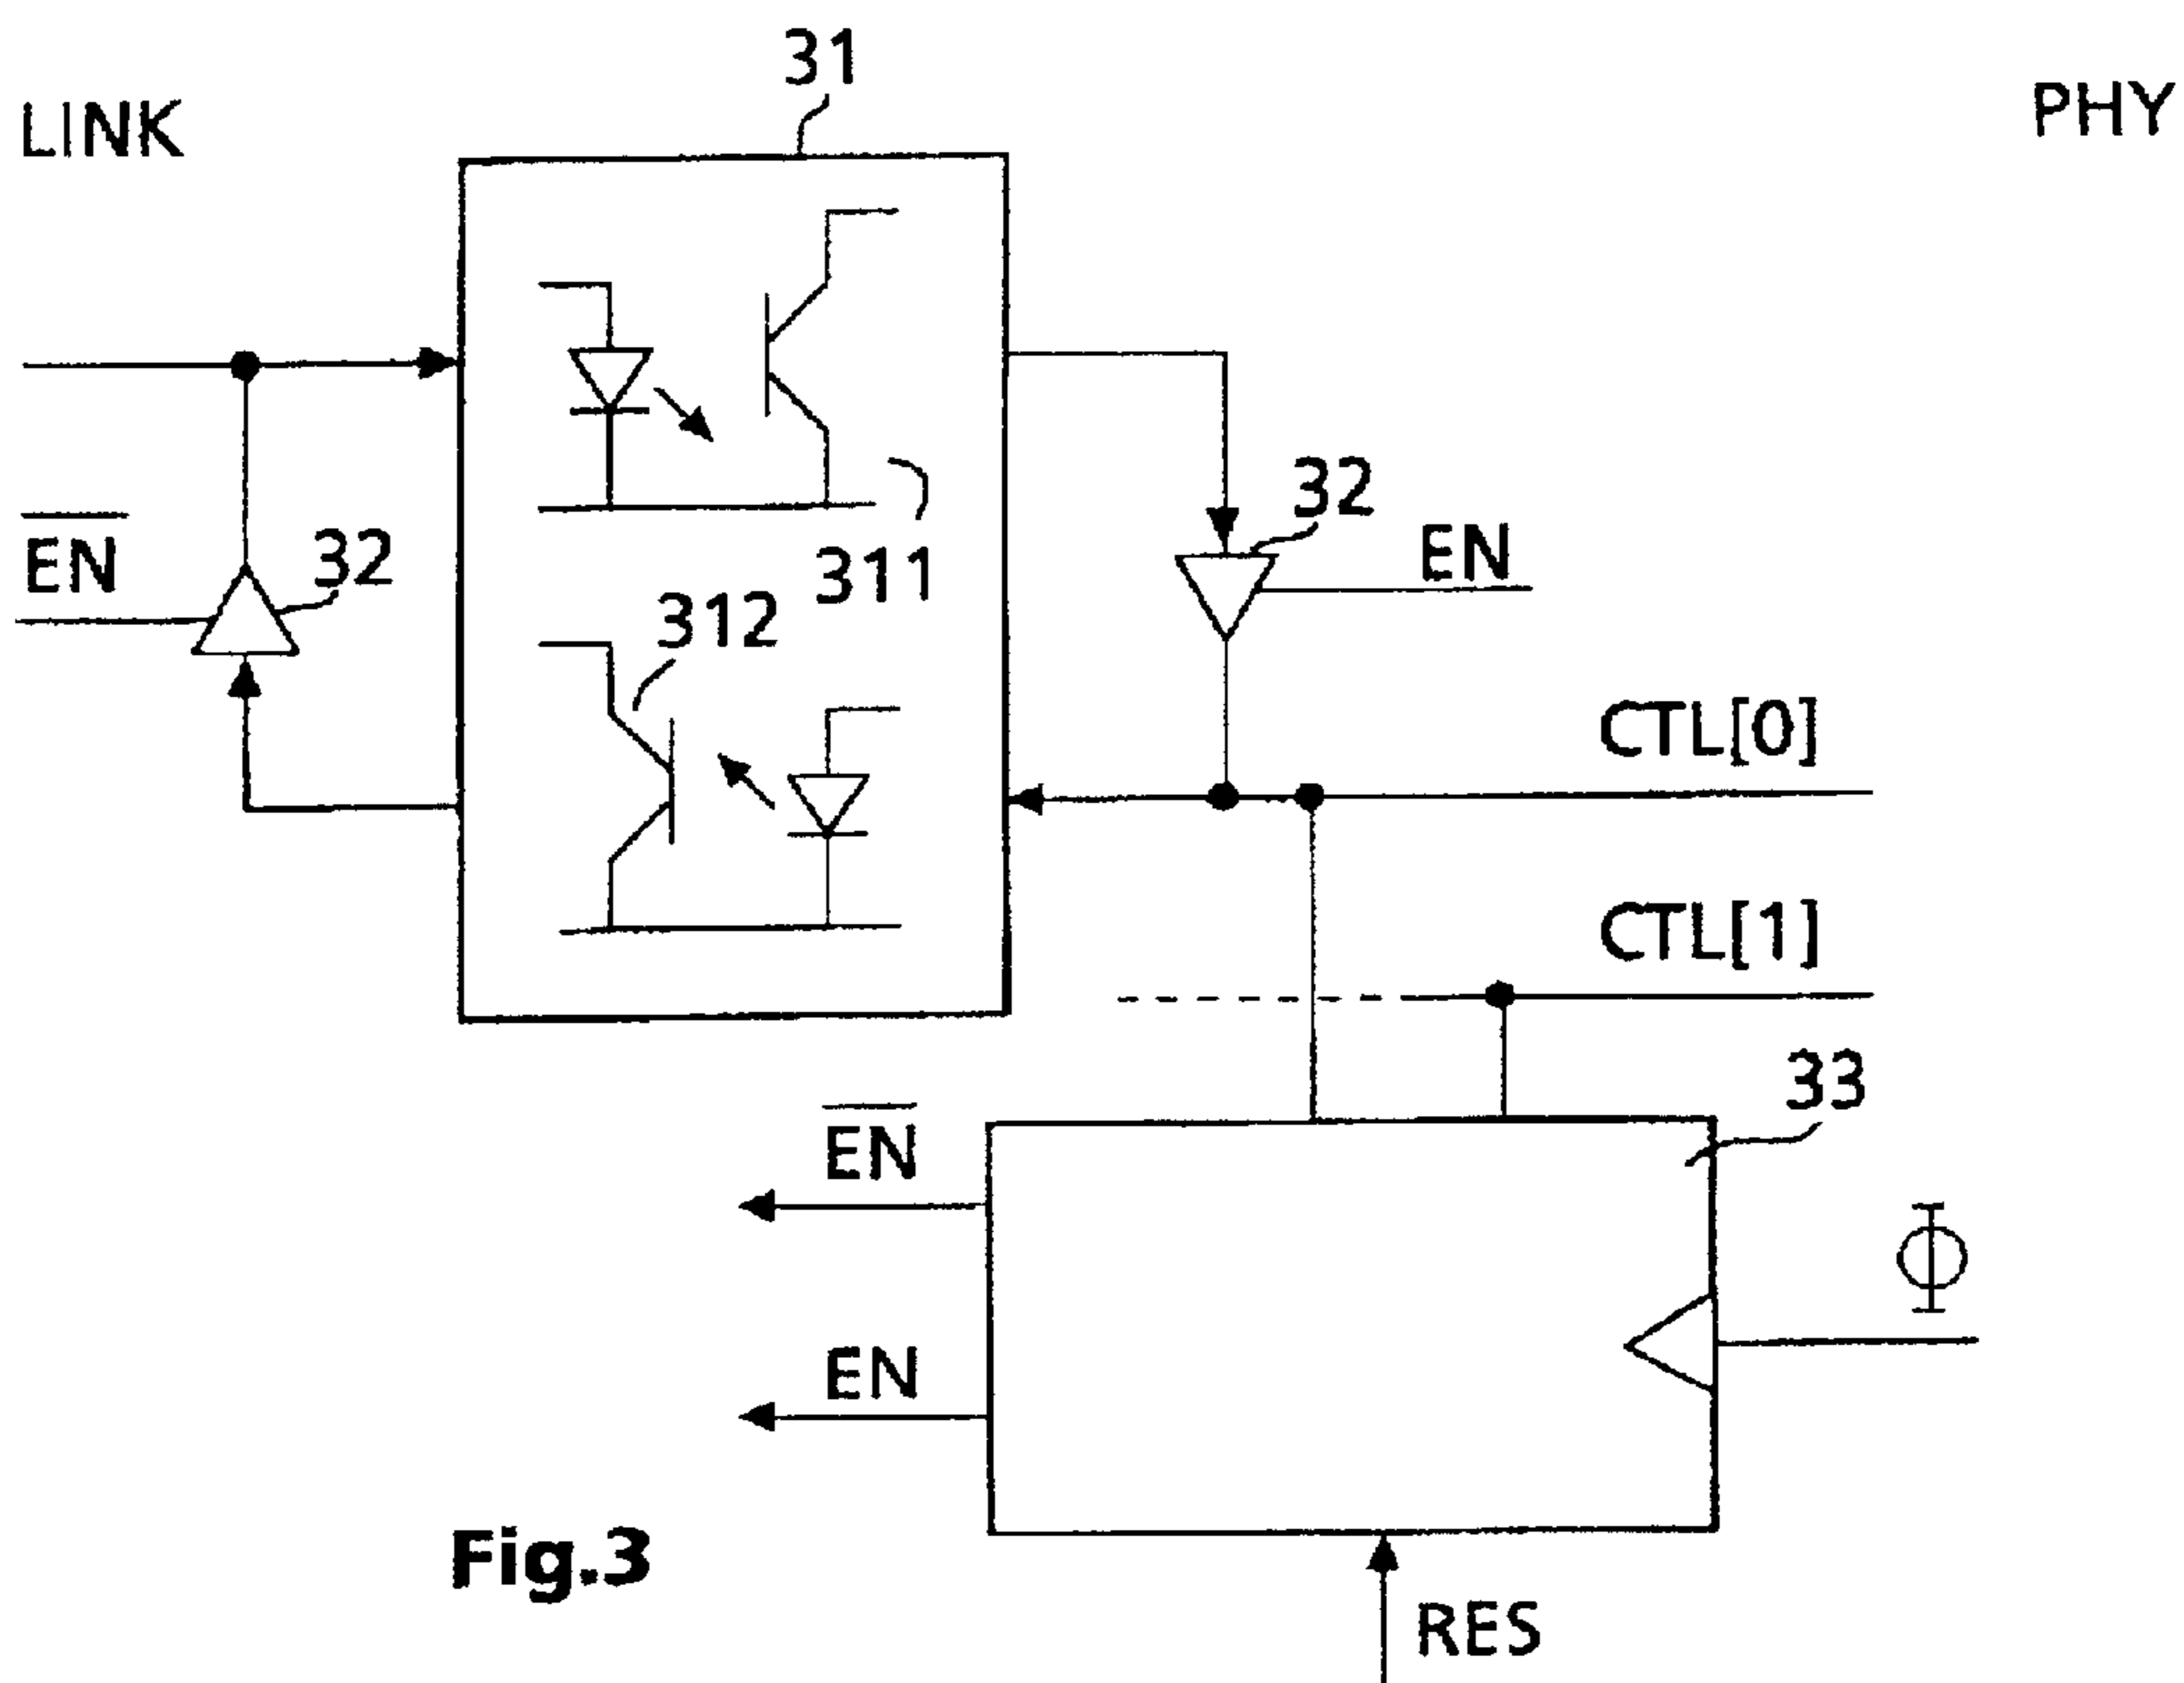 31
LINK
PHY
32
EN
EN
32
311
312
CTL[0]
CTL[1]
33
EN
Φ
EN
Fig.3
RES